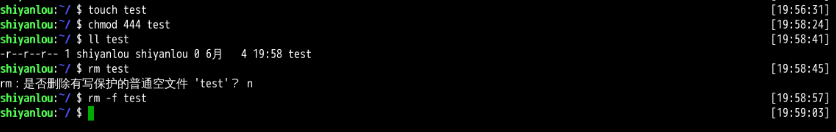 shiyanlou:~/ $ touch test [19:56:31]
shiyanlou:~/ $ chmod 444 test [19:58:24]
shiyanlou:~/ $ ll test [19:58:41]
-r--r--r-- 1 shiyanlou shiyanlou 0 6月   4 19:58 test
shiyanlou:~/ $ rm test [19:58:45]
rm：是否删除有写保护的普通空文件 'test'？ n
shiyanlou:~/ $ rm -f test [19:58:57]
shiyanlou:~/ $ [19:59:03]